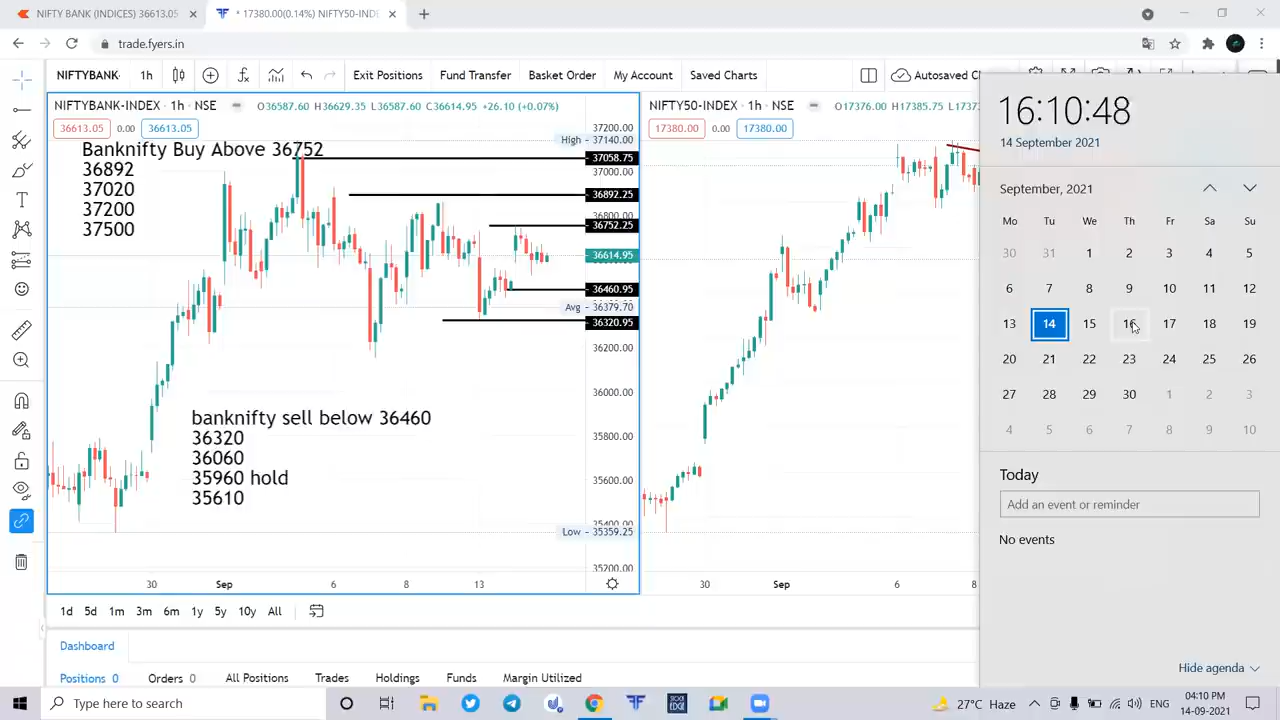 NIFTY BANK (INDICES) 36613.05
* 17380.00(0.14%) NIFTY50-INDE
trade.fyers.in
NIFTYBANK-
1h
Exit Positions
Fund Transfer
Basket Order
My Account
Saved Charts
Autosaved Ch
NIFTYBANK-INDEX · 1h · NSE
O36587.60 H36629.35 L36587.60 C36614.95 +26.10 (+0.07%)
36613.05 0.00 36613.05
Banknifty Buy Above 36752
36892
37020
37200
37500
banknifty sell below 36460
36320
36060
35960 hold
35610
37200.00
High - 37140.00
37058.75
37000.00
36892.25
36800.00
36752.25
36614.95
36460.95
Avg - 36379.70
36320.95
36200.00
36000.00
35800.00
35600.00
35400.00
Low - 35359.25
35200.00
30 Sep 6 8 13
NIFTY50-INDEX · 1h · NSE
O17376.00 H17385.75 L1737
17380.00 0.00 17380.00
30 Sep 6 8
1d 5d 1m 3m 6m 1y 5y 10y All
Dashboard
Positions 0
Orders 0
All Positions
Trades
Holdings
Funds
Margin Utilized
16:10:48
14 September 2021
September, 2021
Mo Tu We Th Fr Sa Su
30 31 1 2 3 4 5
6 7 8 9 10 11 12
13 14 15 16 17 18 19
20 21 22 23 24 25 26
27 28 29 30 1 2 3
4 5 6 7 8 9 10
Today
Add an event or reminder
No events
Hide agenda
Type here to search
STOCK EDGE
27°C Haze
ENG
04:10 PM
14-09-2021